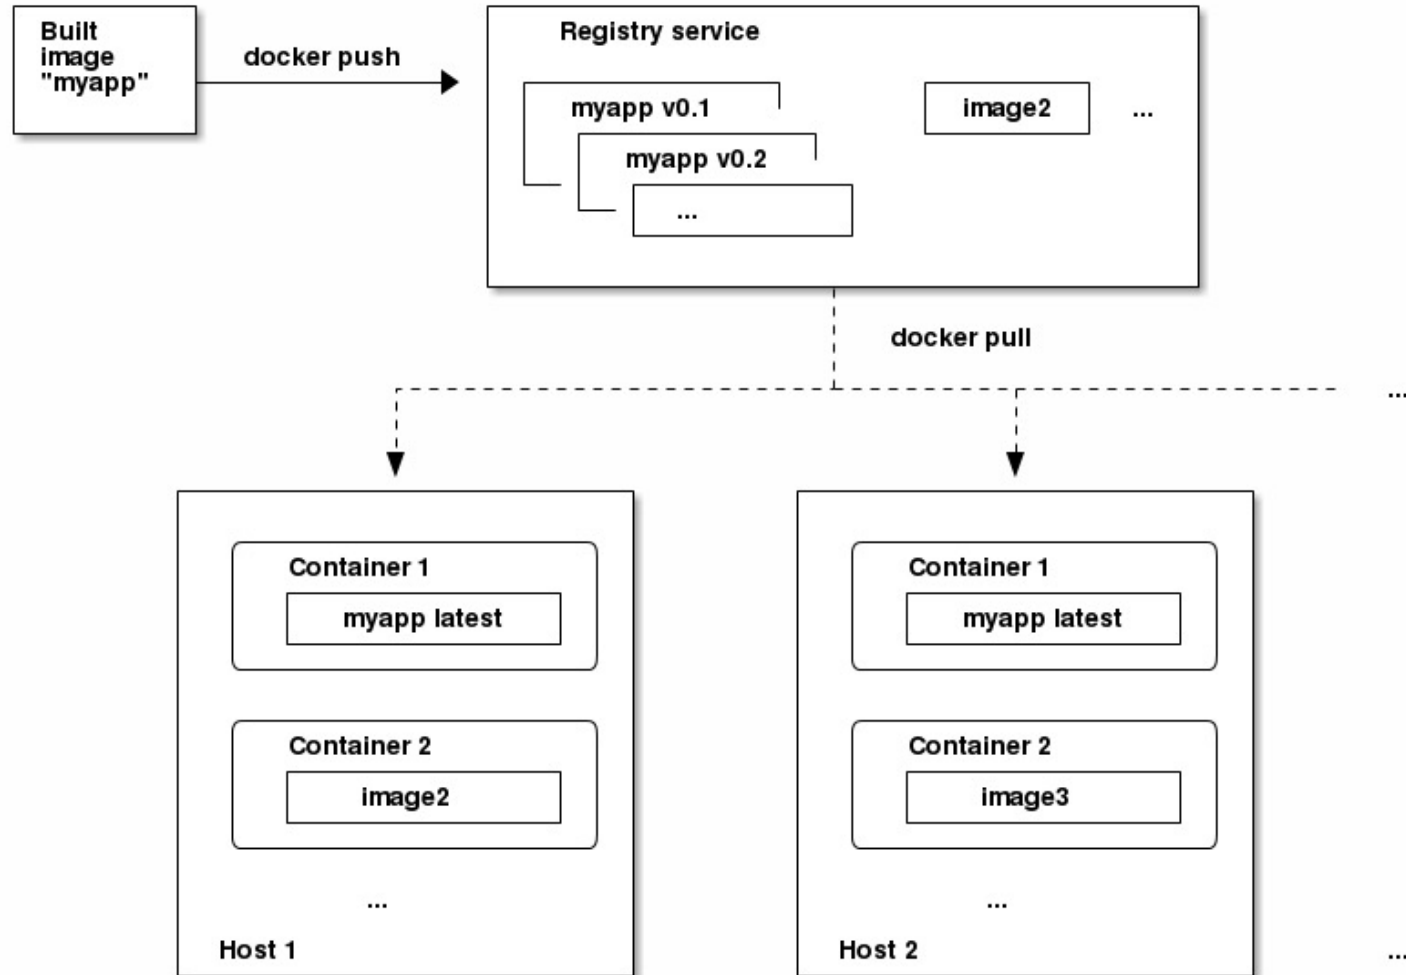 Built
image
"myapp"
docker push
Registry service
myapp v0.1
myapp v0.2
...
image2
...
docker pull
...
Container 1
myapp latest
Container 2
image2
...
Host 1
Container 1
myapp latest
Container 2
image3
...
Host 2
...